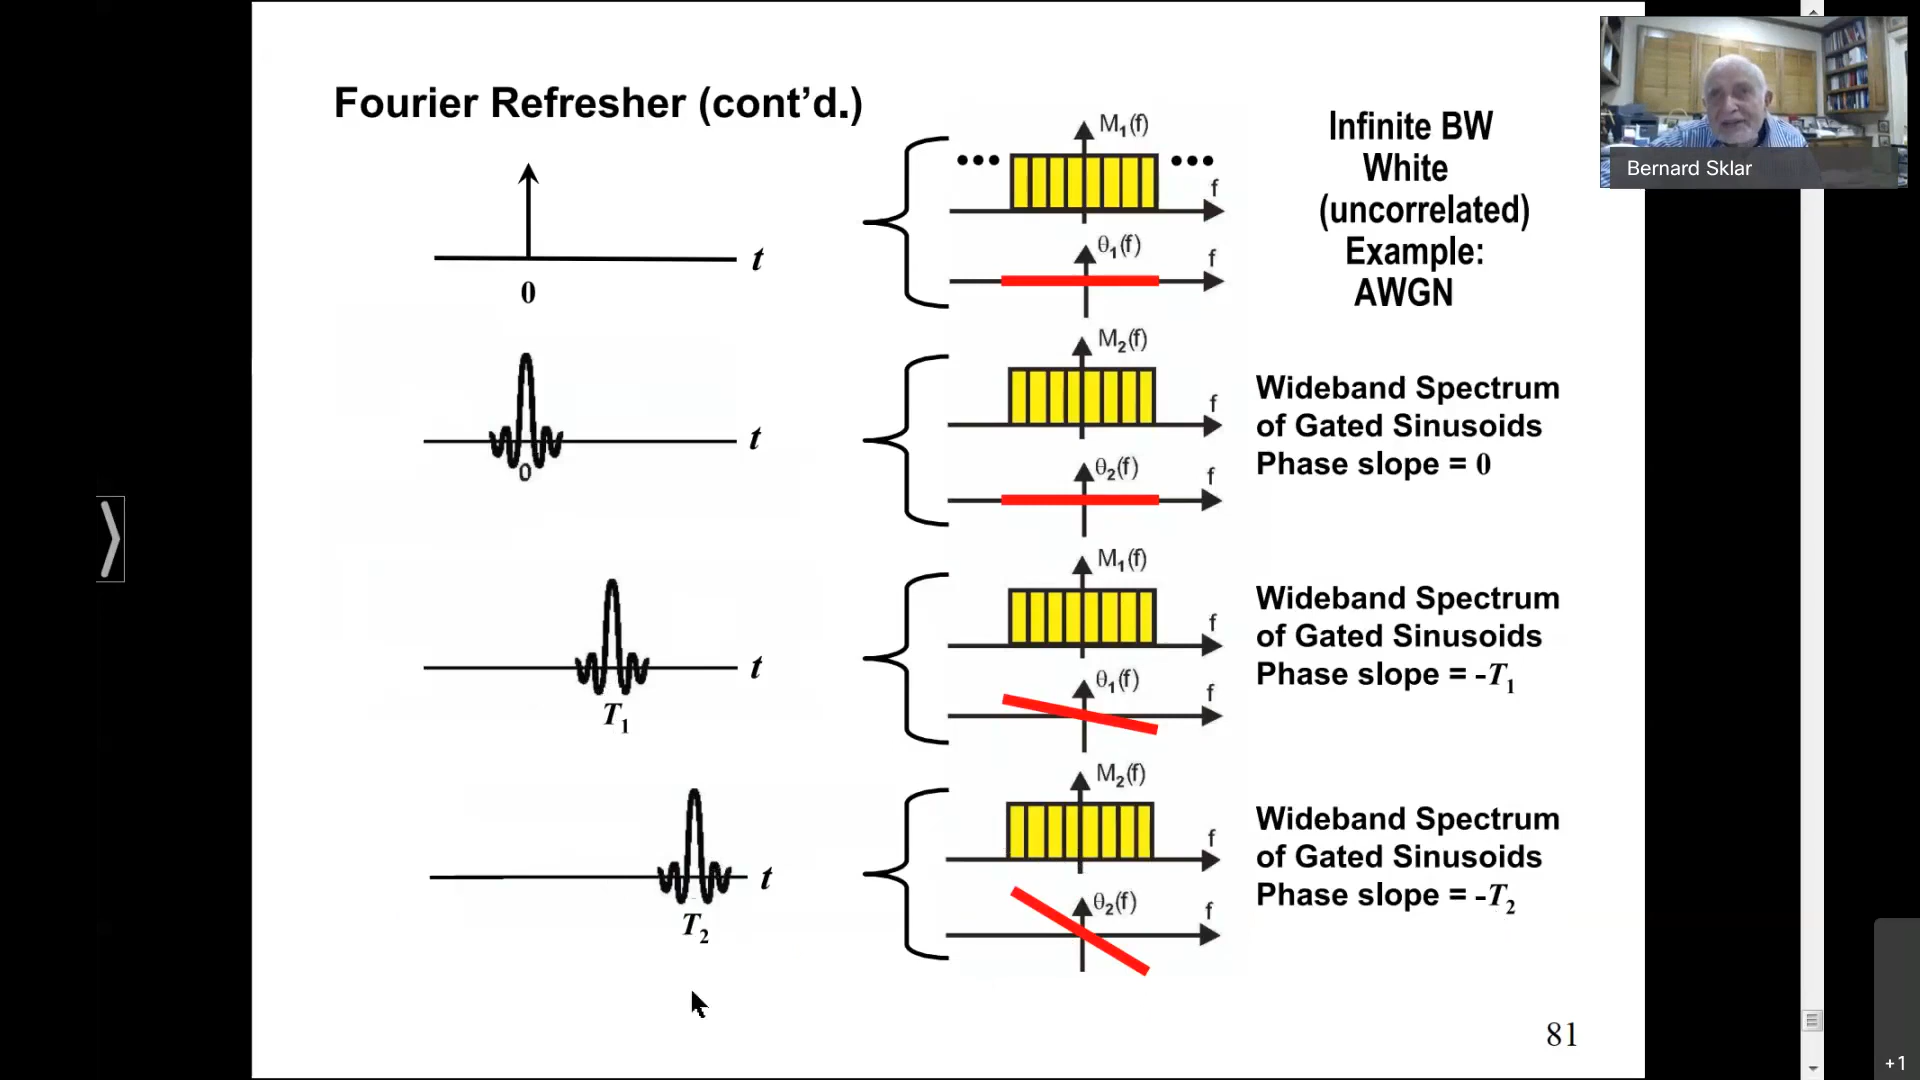 Fourier Refresher (cont’d.)
t
0
M1(f)
•••
•••
f
θ1(f)
f
Infinite BW
White
(uncorrelated)
Example:
AWGN
t
0
M2(f)
f
θ2(f)
f
Wideband Spectrum
of Gated Sinusoids
Phase slope = 0
t
T1
M1(f)
f
θ1(f)
f
Wideband Spectrum
of Gated Sinusoids
Phase slope = -T1
t
T2
M2(f)
f
θ2(f)
f
Wideband Spectrum
of Gated Sinusoids
Phase slope = -T2
81
Bernard Sklar
+1